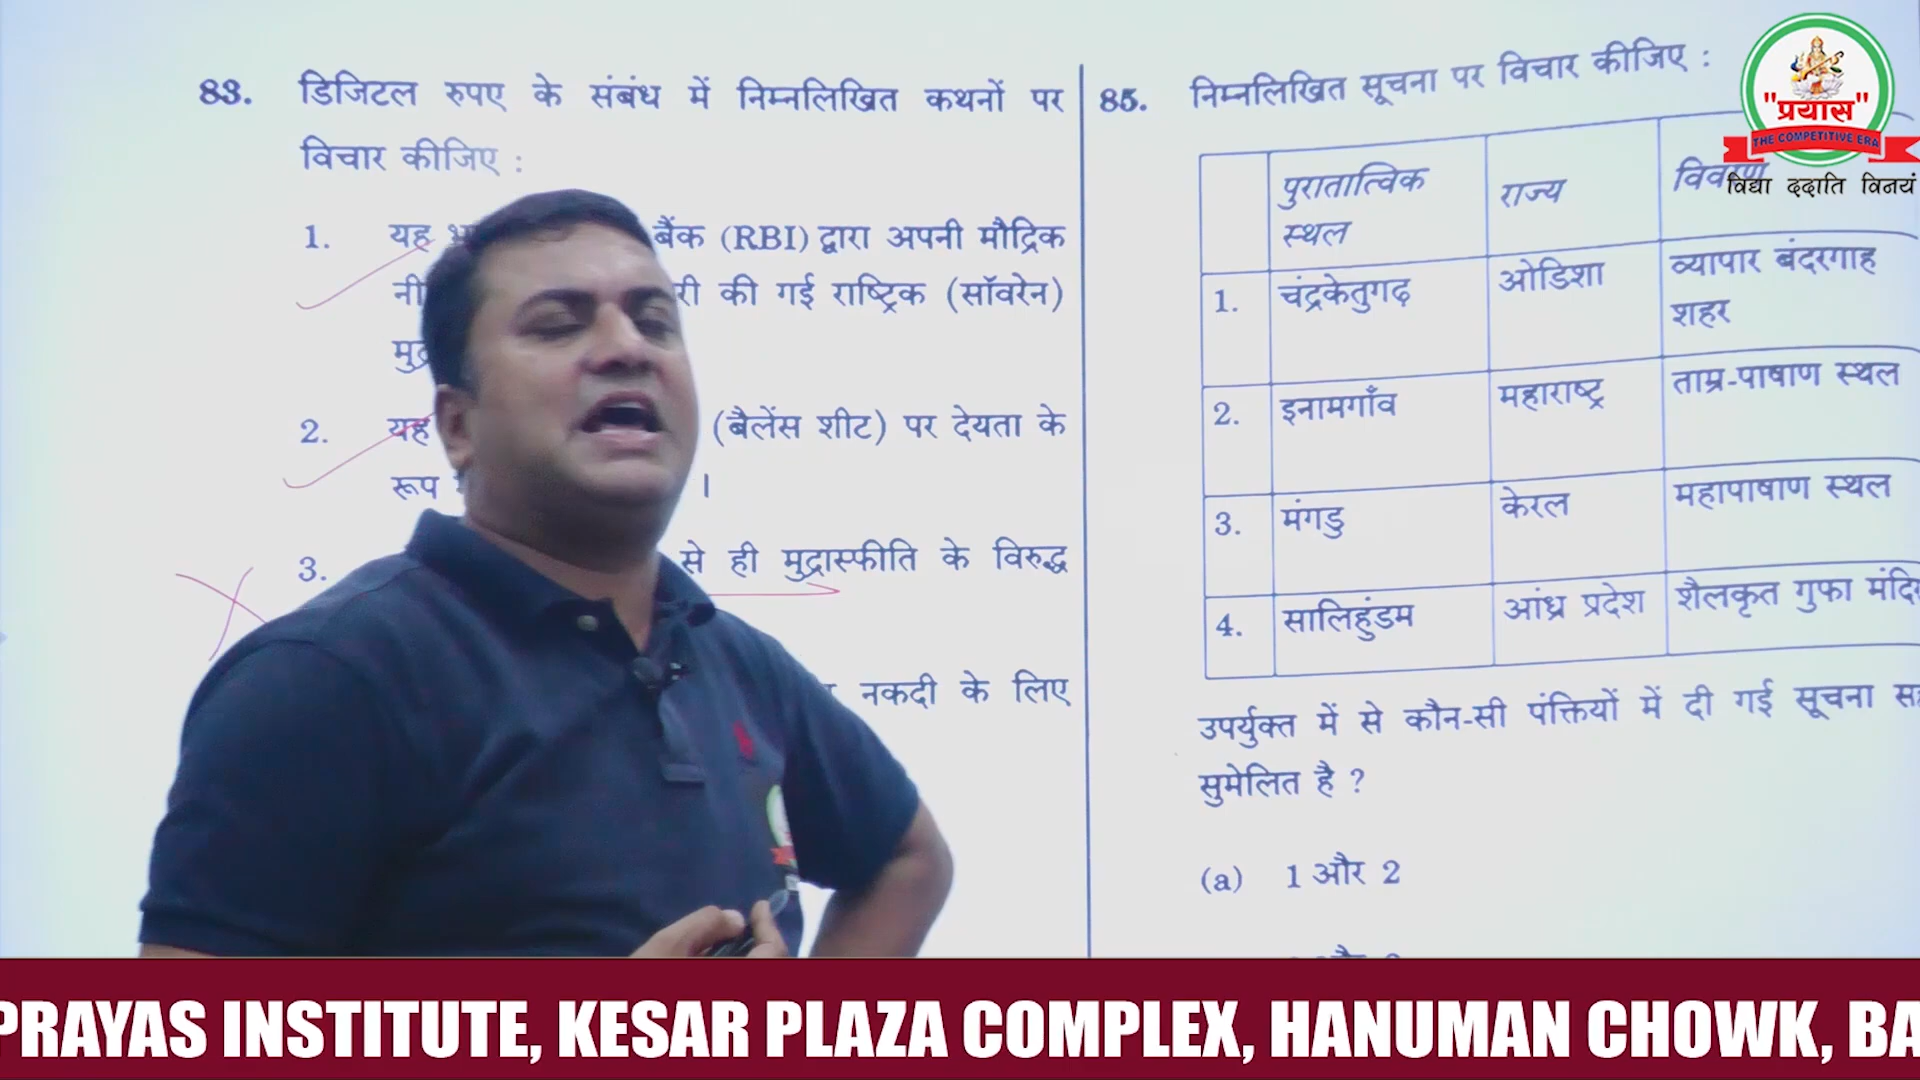 83. डिजिटल रुपए के संबंध में निम्नलिखित कथनों पर
विचार कीजिए :
1. यह बैंक (RBI) द्वारा अपनी मौद्रिक
की गई राष्ट्रिक (सॉवरेन)
2. यह (बैलेंस शीट) पर देयता के
रूप ।
3. से ही मुद्रास्फीति के विरुद्ध
नकदी के लिए
85. निम्नलिखित सूचना पर विचार कीजिए :
पुरातात्विक राज्य
स्थल
1. चंद्रकेतुगढ़ ओडिशा व्यापार बंदरगाह
शहर
2. इनामगाँव महाराष्ट्र ताम्र-पाषाण स्थल
3. मंगडु केरल महापाषाण स्थल
4. सालिहुंडम आंध्र प्रदेश शैलकृत गुफा
उपर्युक्त में से कौन-सी पंक्तियों में दी गई सूचना
सुमेलित है ?
(a) 1 और 2
"प्रयास"
THE COMPETITIVE ERA
विद्या ददाति विनयं
PRAYAS INSTITUTE, KESAR PLAZA COMPLEX, HANUMAN CHOWK, BA